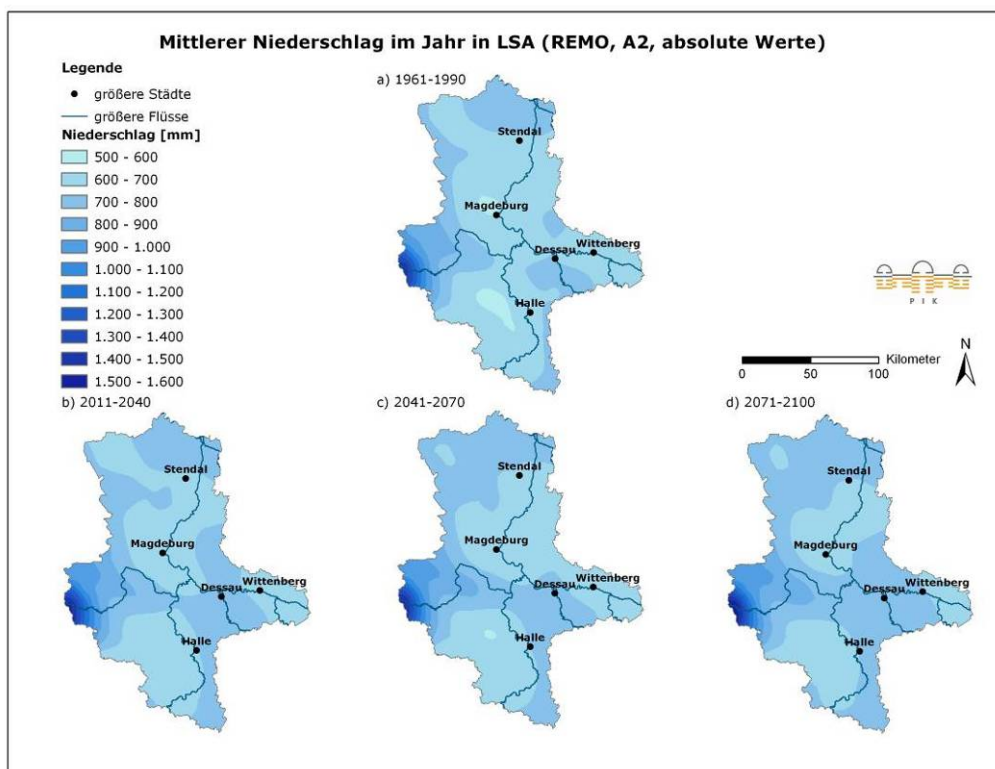 Mittlerer Niederschlag im Jahr in LSA (REMO, A2, absolute Werte)
Legende
größere Städte
größere Flüsse
Niederschlag [mm]
500 - 600
600 - 700
700 - 800
800 - 900
900 - 1.000
1.000 - 1.100
1.100 - 1.200
1.200 - 1.300
1.300 - 1.400
1.400 - 1.500
1.500 - 1.600
a) 1961-1990
Stendal
Magdeburg
Dessau
Wittenberg
Halle
P I K
N
Kilometer
0 50 100
b) 2011-2040
Stendal
Magdeburg
Dessau
Wittenberg
Halle
c) 2041-2070
Stendal
Magdeburg
Dessau
Wittenberg
Halle
d) 2071-2100
Stendal
Magdeburg
Dessau
Wittenberg
Halle